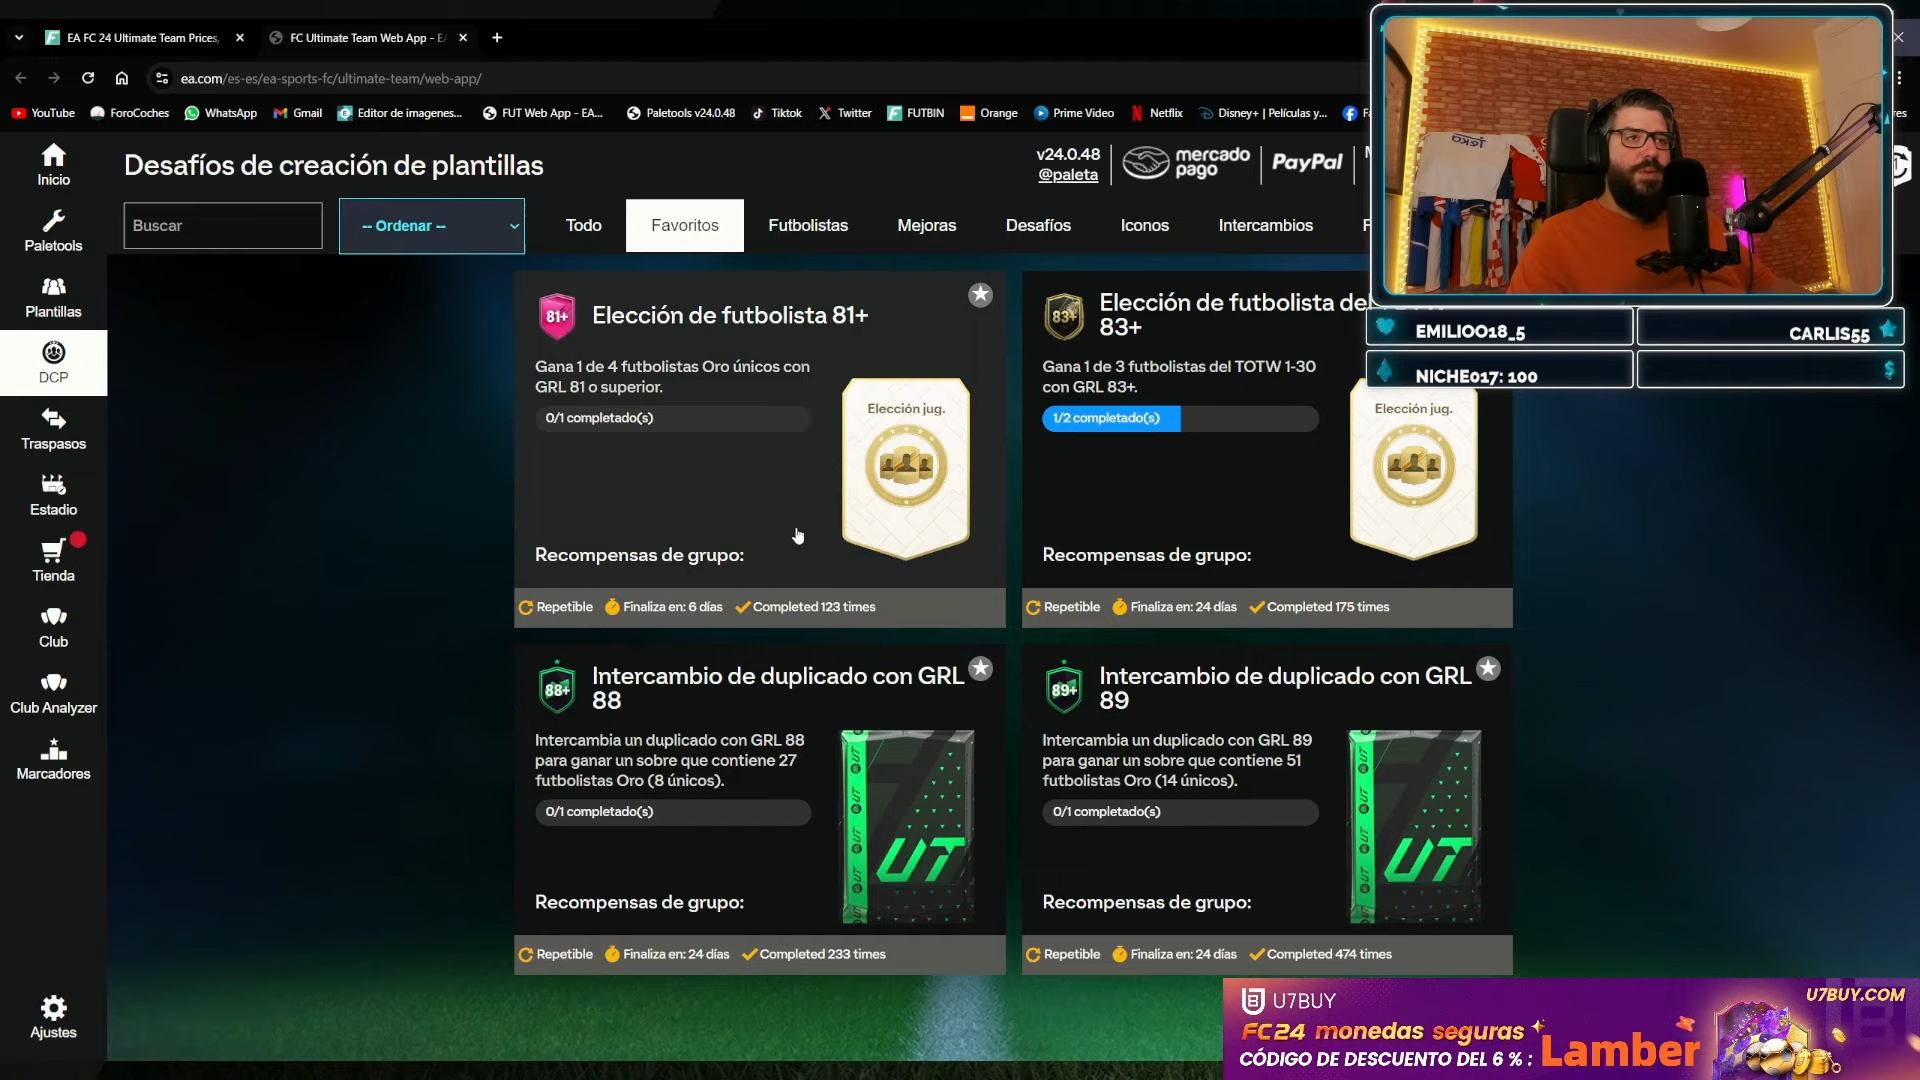 EA FC 24 Ultimate Team Prices,
FC Ultimate Team Web App - EA
ea.com/es-es/ea-sports-fc/ultimate-team/web-app/
YouTube
ForoCoches
WhatsApp
Gmail
Editor de imagenes...
FUT Web App - EA...
Paletools v24.0.48
Tiktok
Twitter
FUTBIN
Orange
Prime Video
Netflix
Disney+ | Películas y...
Inicio
Paletools
Plantillas
DCP
Traspasos
Estadio
Tienda
Club
Club Analyzer
Marcadores
Ajustes
Desafíos de creación de plantillas
v24.0.48
@paleta
mercado
pago
PayPal
Buscar
-- Ordenar --
Todo
Favoritos
Futbolistas
Mejoras
Desafíos
Iconos
Intercambios
81+
Elección de futbolista 81+
Gana 1 de 4 futbolistas Oro únicos con
GRL 81 o superior.
0/1 completado(s)
Elección jug.
Recompensas de grupo:
Repetible
Finaliza en: 6 días
Completed 123 times
83+
Elección de futbolista del
83+
Gana 1 de 3 futbolistas del TOTW 1-30
con GRL 83+.
1/2 completado(s)
Elección jug.
Recompensas de grupo:
Repetible
Finaliza en: 24 días
Completed 175 times
88+
Intercambio de duplicado con GRL
88
Intercambia un duplicado con GRL 88
para ganar un sobre que contiene 27
futbolistas Oro (8 únicos).
0/1 completado(s)
UT
Recompensas de grupo:
Repetible
Finaliza en: 24 días
Completed 233 times
89+
Intercambio de duplicado con GRL
89
Intercambia un duplicado con GRL 89
para ganar un sobre que contiene 51
futbolistas Oro (14 únicos).
0/1 completado(s)
UT
Recompensas de grupo:
Repetible
Finaliza en: 24 días
Completed 474 times
Teka
EMILIOO18_5
CARLIS55
NICHE017: 100
U7BUY
U7BUY.COM
FC24 monedas seguras
CÓDIGO DE DESCUENTO DEL 6 % : Lamber